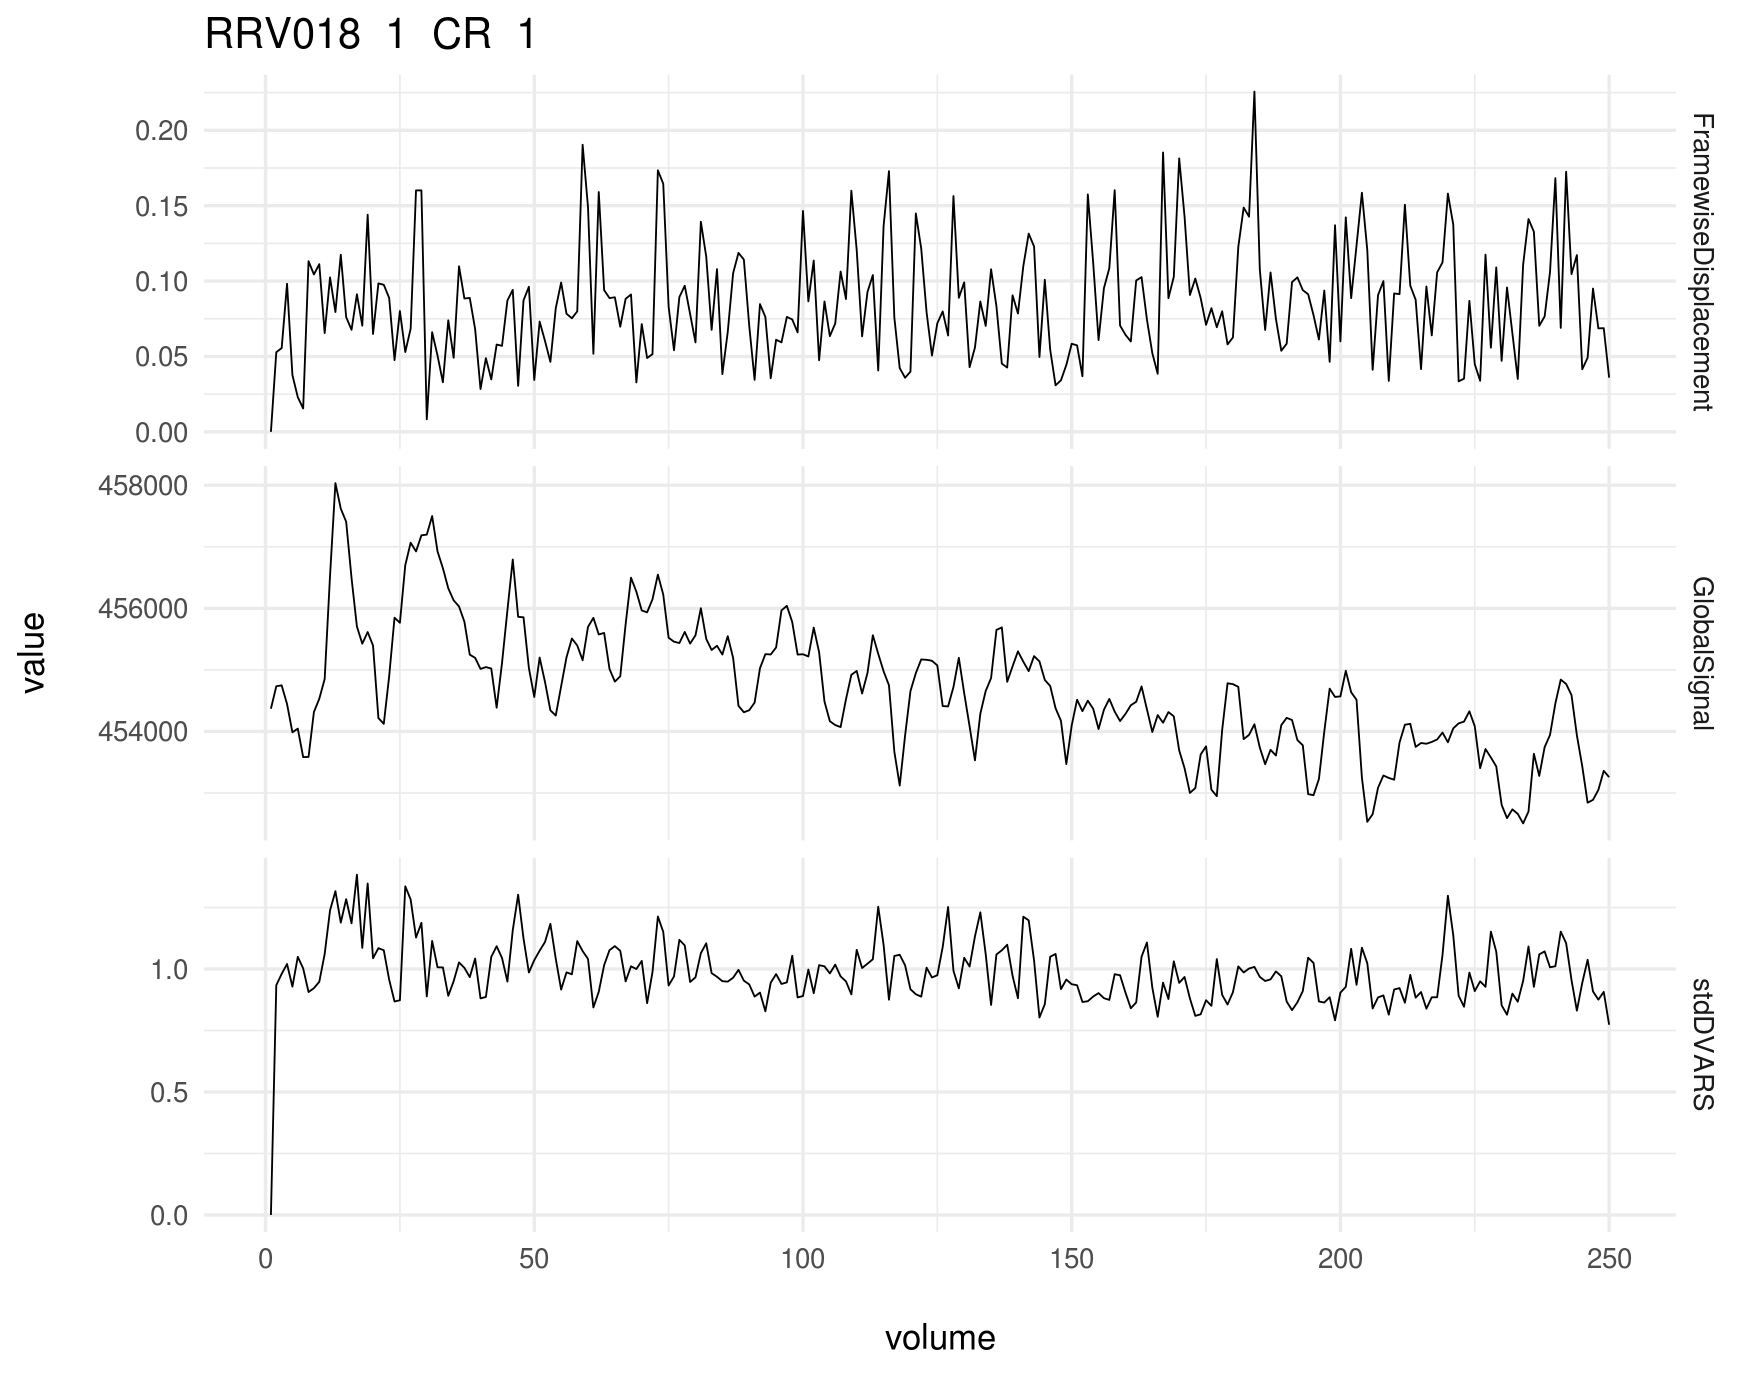 RRV018 1 CR 1
0.20
0.15
0.10
0.05
0.00
FramewiseDisplacement
458000
456000
454000
GlobalSignal
1.0
0.5
0.0
stdDVARS
value
0 50 100 150 200 250
volume